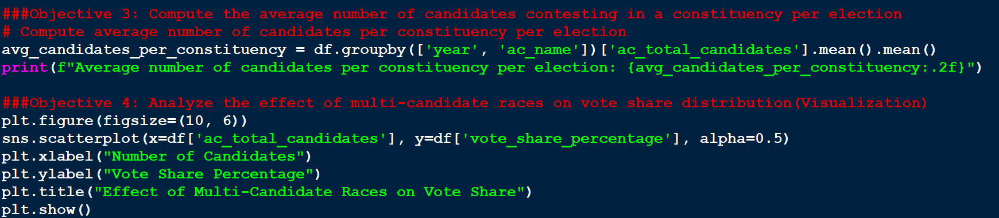 ###Objective 3: Compute the average number of candidates contesting in a constituency per election
# Compute average number of candidates per constituency per election
avg_candidates_per_constituency = df.groupby(['year', 'ac_name'])['ac_total_candidates'].mean().mean()
print(f"Average number of candidates per constituency per election: {avg_candidates_per_constituency:.2f}")

###Objective 4: Analyze the effect of multi-candidate races on vote share distribution(Visualization)
plt.figure(figsize=(10, 6))
sns.scatterplot(x=df['ac_total_candidates'], y=df['vote_share_percentage'], alpha=0.5)
plt.xlabel("Number of Candidates")
plt.ylabel("Vote Share Percentage")
plt.title("Effect of Multi-Candidate Races on Vote Share")
plt.show()